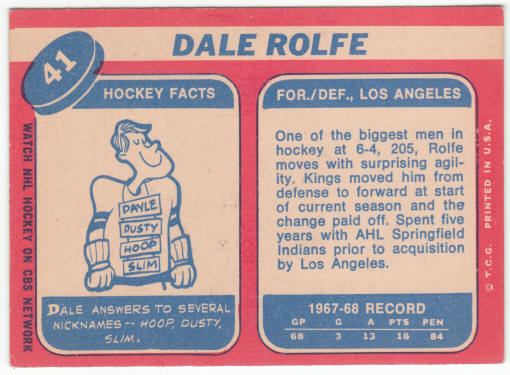 41
DALE ROLFE
HOCKEY FACTS
DAYLE
DUSTY
HOOP
SLIM
DALE ANSWERS TO SEVERAL
NICKNAMES -- HOOP, DUSTY,
SLIM.
WATCH NHL HOCKEY ON CBS NETWORK
FOR./DEF., LOS ANGELES
One of the biggest men in
hockey at 6-4, 205, Rolfe
moves with surprising agil-
ity. Kings moved him from
defense to forward at start
of current season and the
change paid off. Spent five
years with AHL Springfield
Indians prior to acquisition
by Los Angeles.
1967-68 RECORD
GP G A PTS PEN
68 3 13 16 84
© T.C.G. PRINTED IN U.S.A.